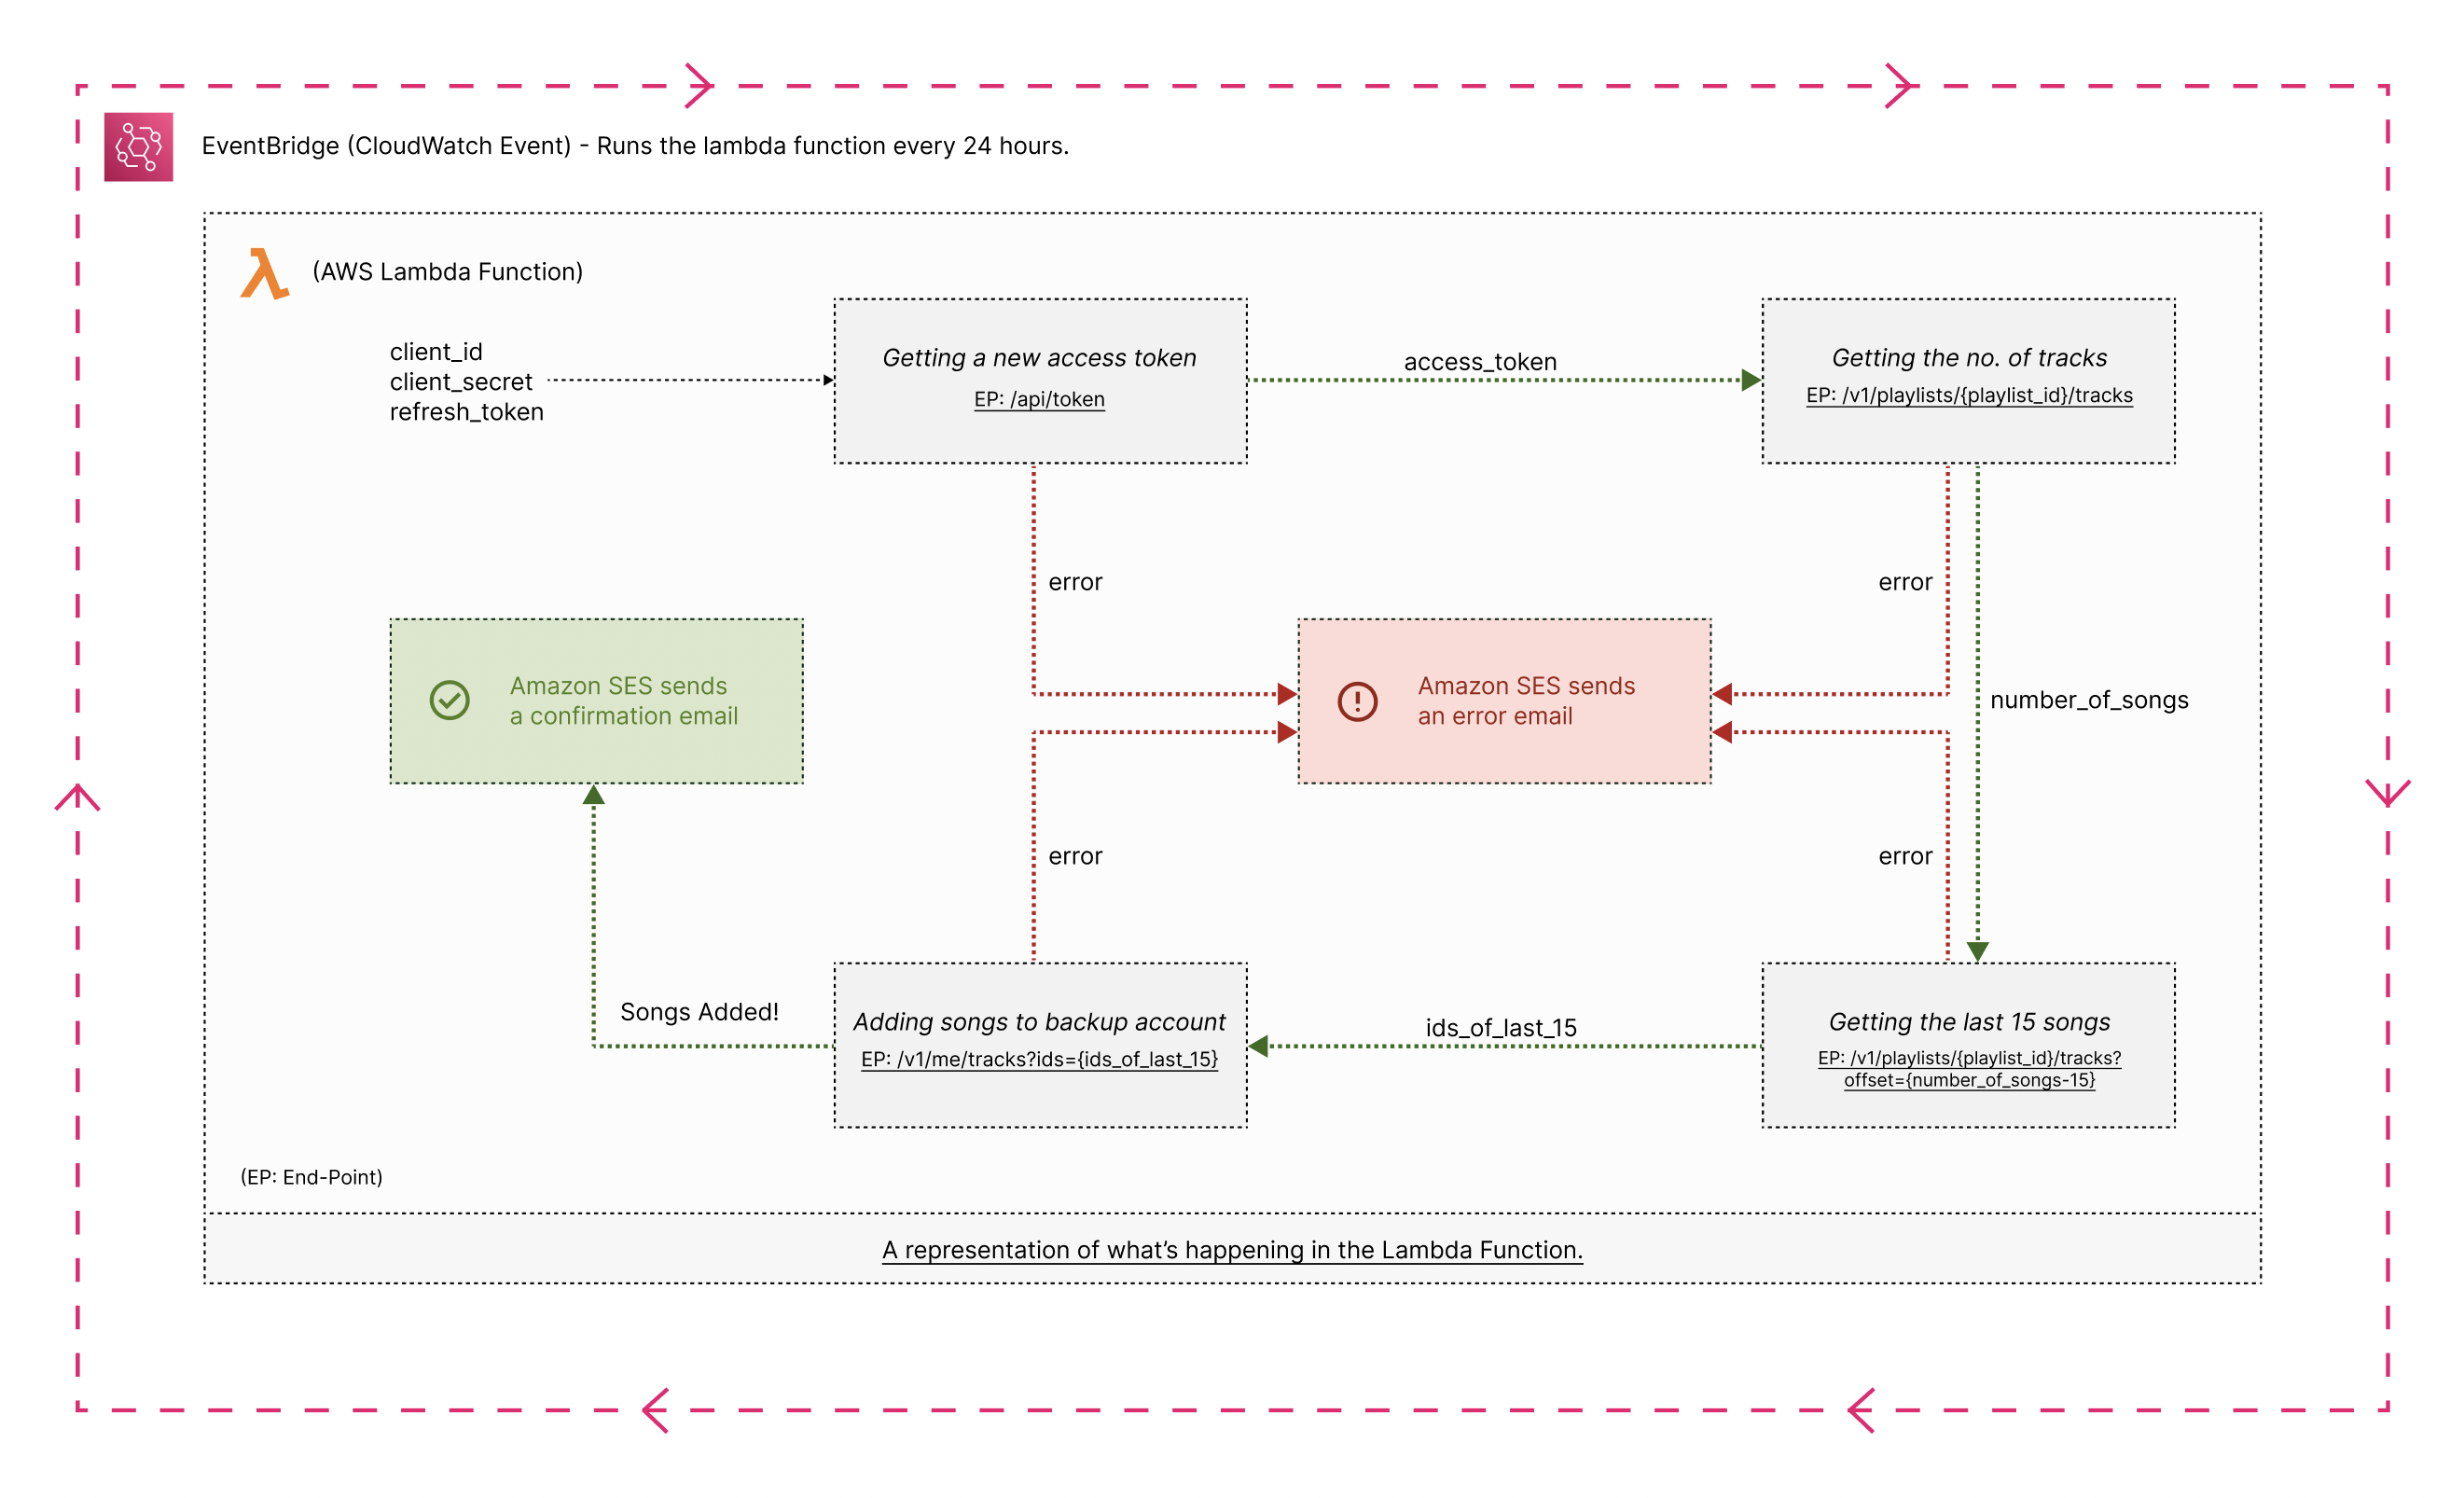 EventBridge (CloudWatch Event) - Runs the lambda function every 24 hours.
(AWS Lambda Function)
client_id
client_secret
refresh_token
Getting a new access token
EP: /api/token
access_token
Getting the no. of tracks
EP: /v1/playlists/{playlist_id}/tracks
error
error
Amazon SES sends
a confirmation email
Amazon SES sends
an error email
number_of_songs
error
error
Songs Added!
Adding songs to backup account
EP: /v1/me/tracks?ids={ids_of_last_15}
ids_of_last_15
Getting the last 15 songs
EP: /v1/playlists/{playlist_id}/tracks?
offset={number_of_songs-15}
(EP: End-Point)
A representation of what’s happening in the Lambda Function.